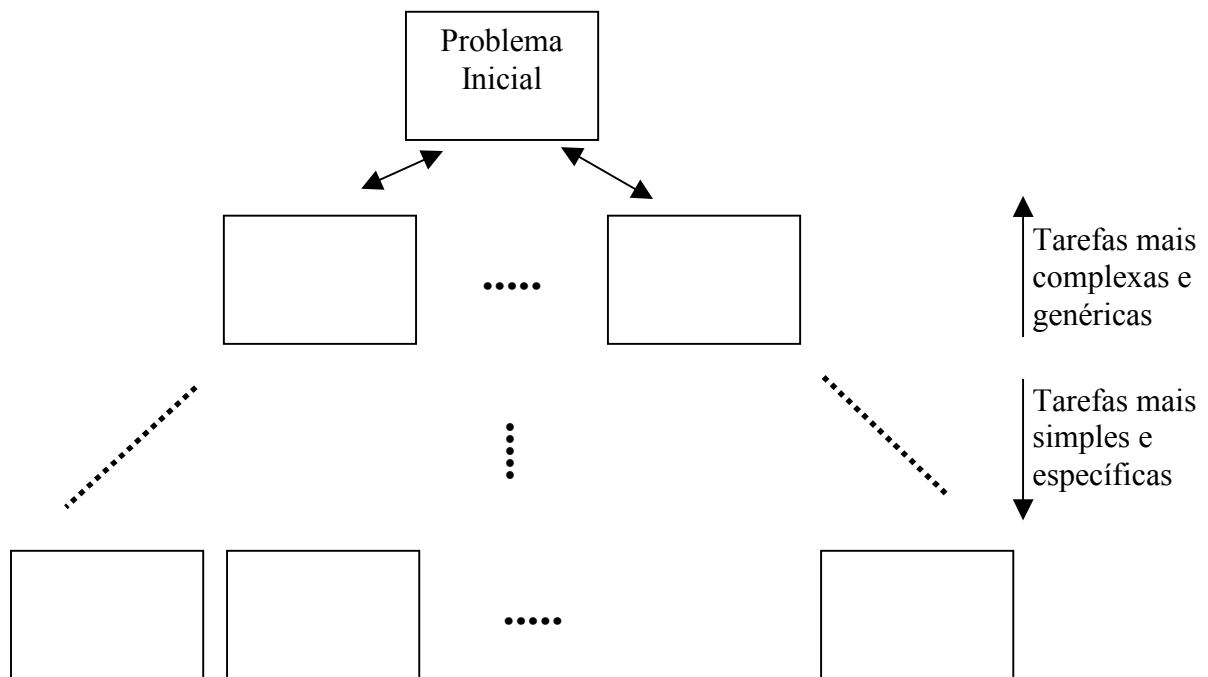 Problema
Inicial
Tarefas mais
complexas e
genéricas
Tarefas mais
simples e
específicas